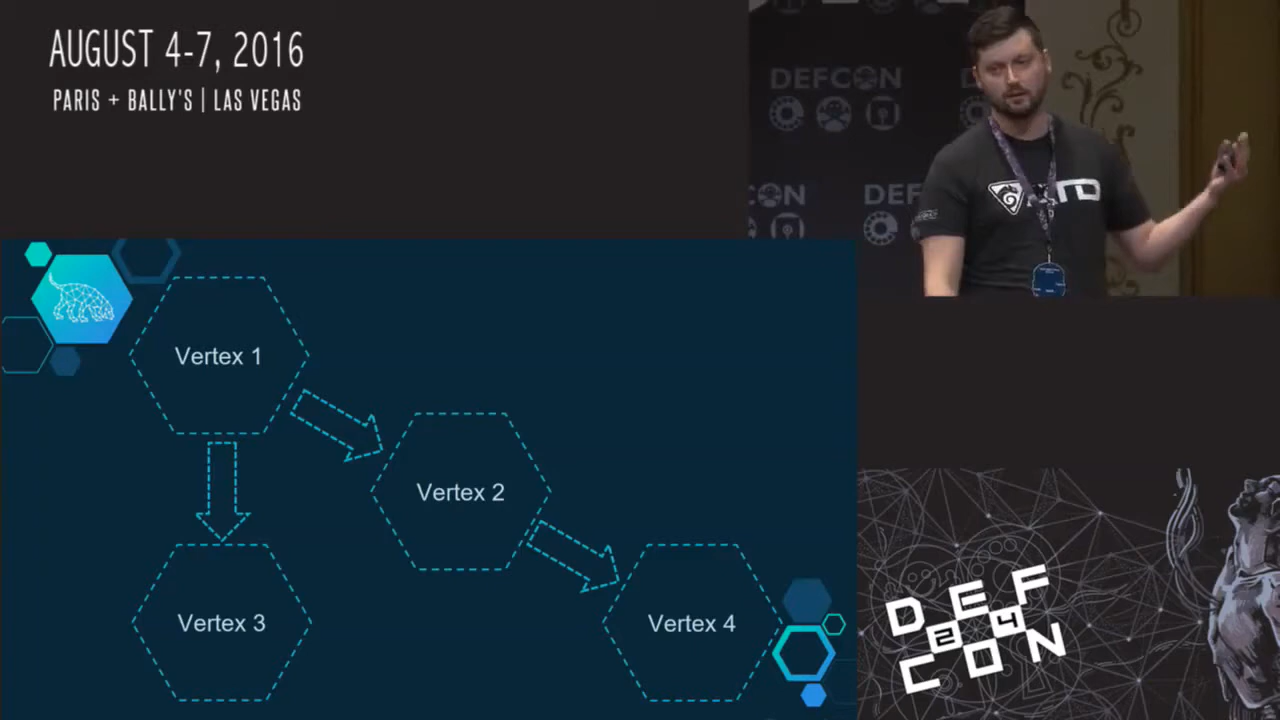 AUGUST 4-7, 2016
PARIS + BALLY'S | LAS VEGAS
DEFCON
DEF
Vertex 1
Vertex 2
Vertex 3
Vertex 4
DEF
24
CON